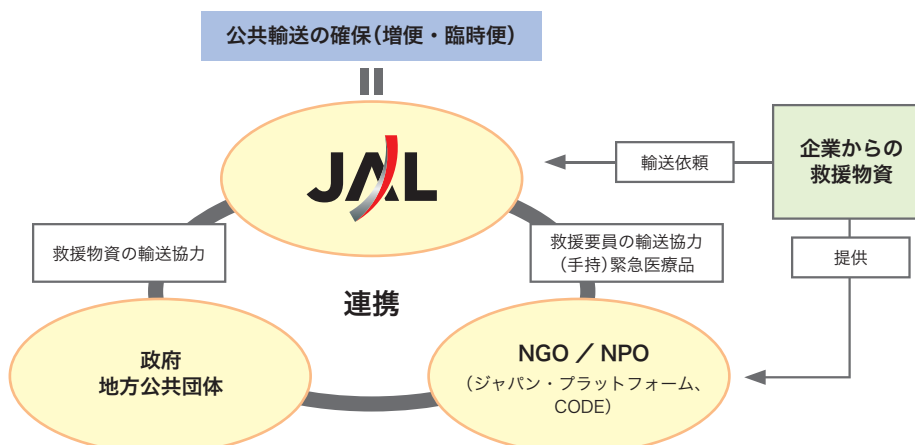 公共輸送の確保（増便・臨時便）
JAL
輸送依頼
企業からの
救援物資
救援物資の輸送協力
救援要員の輸送協力
（手持）緊急医療品
提供
連携
政府
地方公共団体
NGO ／ NPO
（ジャパン・プラットフォーム、
CODE）